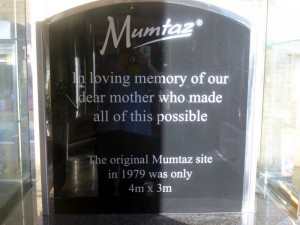 Mumtaz®
In loving memory of our
dear mother who made
all of this possible
The original Mumtaz site
in 1979 was only
4m x 3m